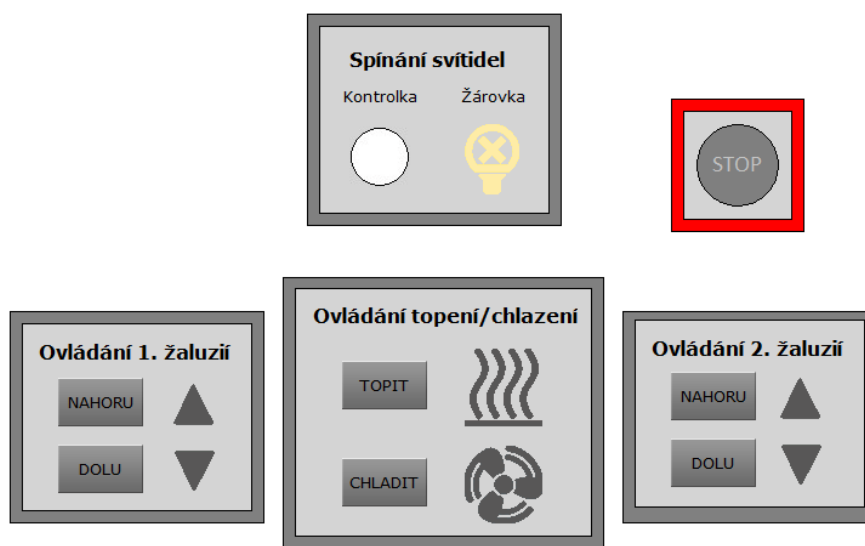 Spínání svítidel
Kontrolka Žárovka
STOP
Ovládání 1. žaluzií
NAHORU
DOLU
Ovládání topení/chlazení
TOPIT
CHLADIT
Ovládání 2. žaluzií
NAHORU
DOLU